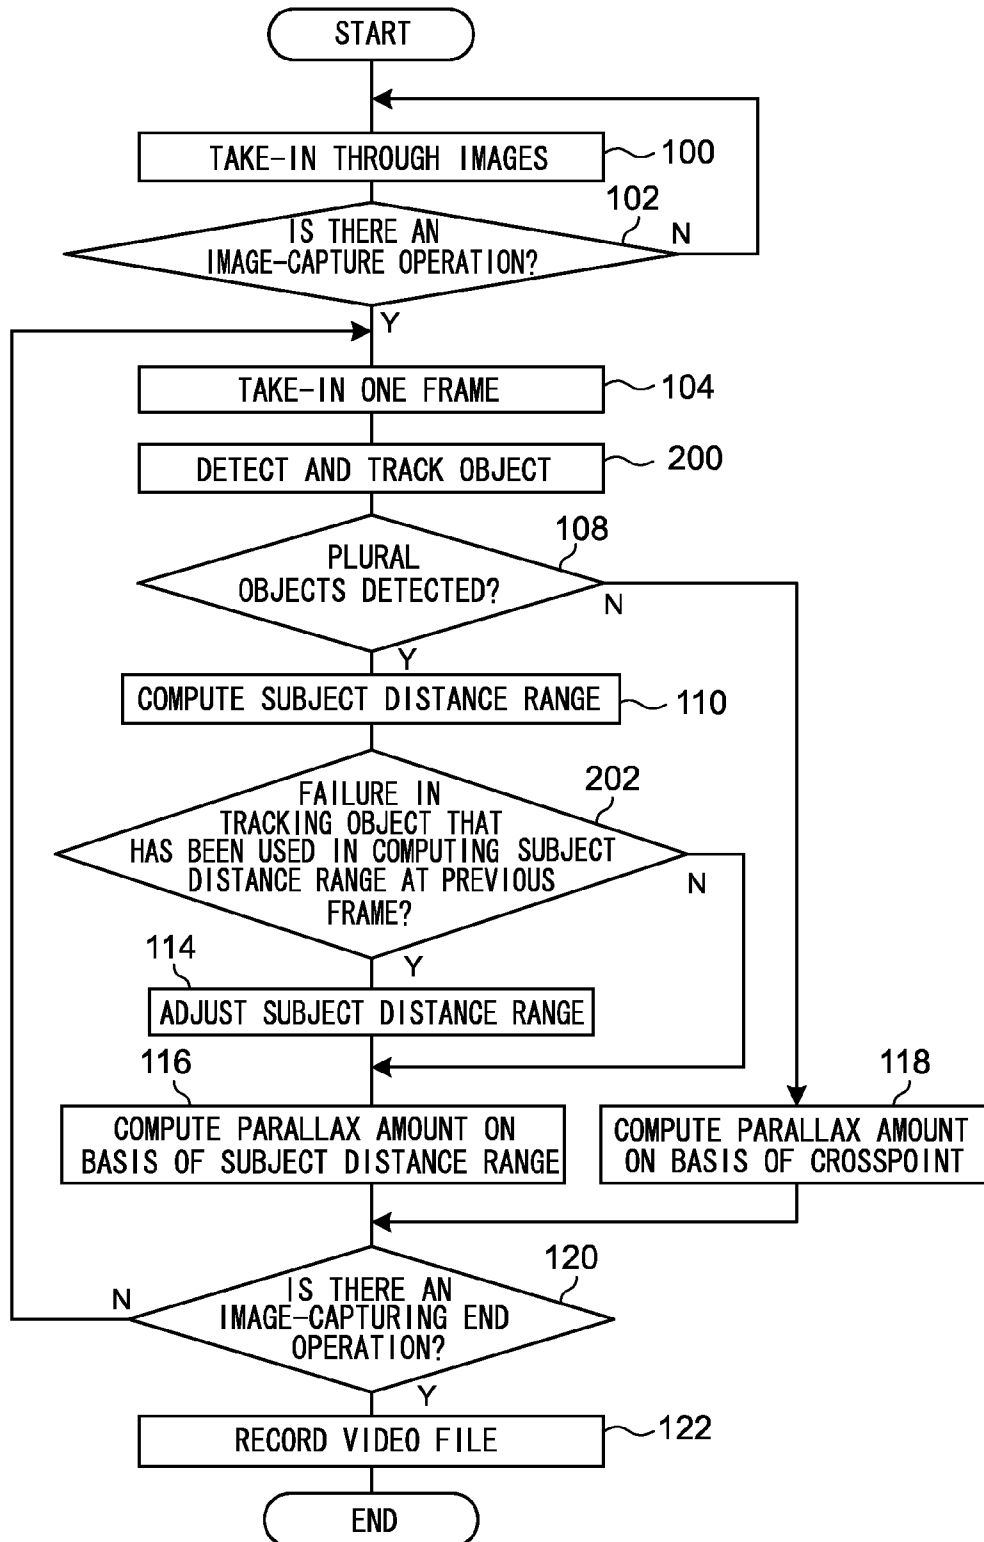 START
TAKE-IN THROUGH IMAGES
100
102
IS THERE AN
IMAGE-CAPTURE OPERATION?
N
Y
TAKE-IN ONE FRAME
104
DETECT AND TRACK OBJECT
200
108
PLURAL
OBJECTS DETECTED?
N
Y
COMPUTE SUBJECT DISTANCE RANGE
110
202
FAILURE IN
TRACKING OBJECT THAT
HAS BEEN USED IN COMPUTING SUBJECT
DISTANCE RANGE AT PREVIOUS
FRAME?
N
Y
114
ADJUST SUBJECT DISTANCE RANGE
116
COMPUTE PARALLAX AMOUNT ON
BASIS OF SUBJECT DISTANCE RANGE
118
COMPUTE PARALLAX AMOUNT
ON BASIS OF CROSSPOINT
120
IS THERE AN
IMAGE-CAPTURING END
OPERATION?
N
Y
RECORD VIDEO FILE
122
END